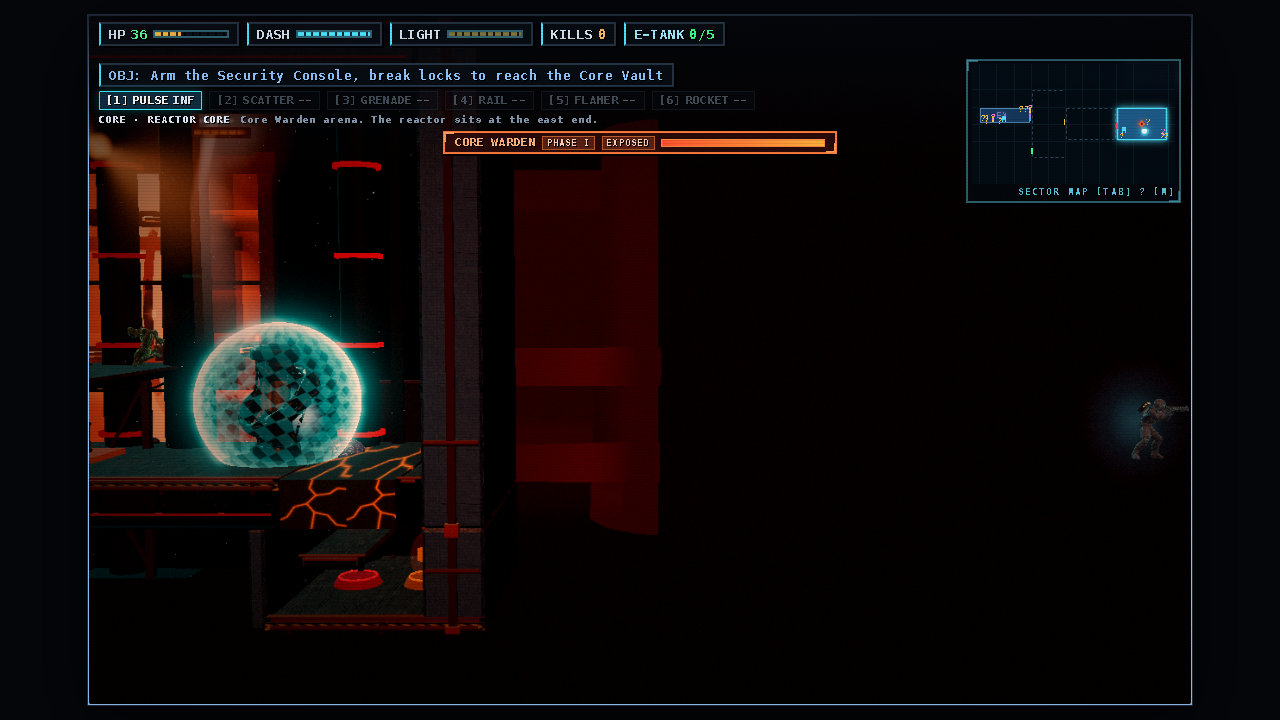 HP 36 DASH LIGHT KILLS 0 E-TANK 0/5
OBJ: Arm the Security Console, break locks to reach the Core Vault
[1] PULSE INF [2] SCATTER -- [3] GRENADE -- [4] RAIL -- [5] FLAMER -- [6] ROCKET --
CORE · REACTOR CORE Core Warden arena. The reactor sits at the east end.
CORE WARDEN PHASE I EXPOSED
SECTOR MAP [TAB] ? [M]